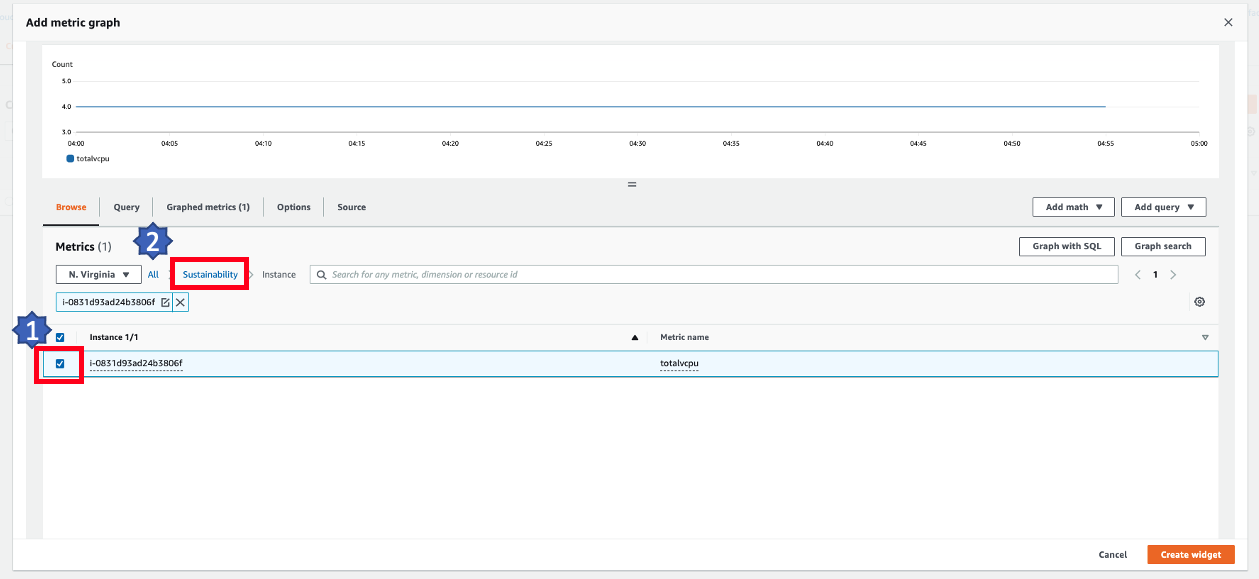 Add metric graph
Count
5.0
4.0
3.0
04:00 04:05 04:10 04:15 04:20 04:25 04:30 04:35 04:40 04:45 04:50 04:55 05:00
totalvcpu
Browse Query Graphed metrics (1) Options Source Add math Add query
Metrics (1) 2 Graph with SQL Graph search
N. Virginia All Sustainability Instance Search for any metric, dimension or resource id 1
i-0831d93ad24b3806f
1 Instance 1/1 Metric name
i-0831d93ad24b3806f totalvcpu
Cancel Create widget